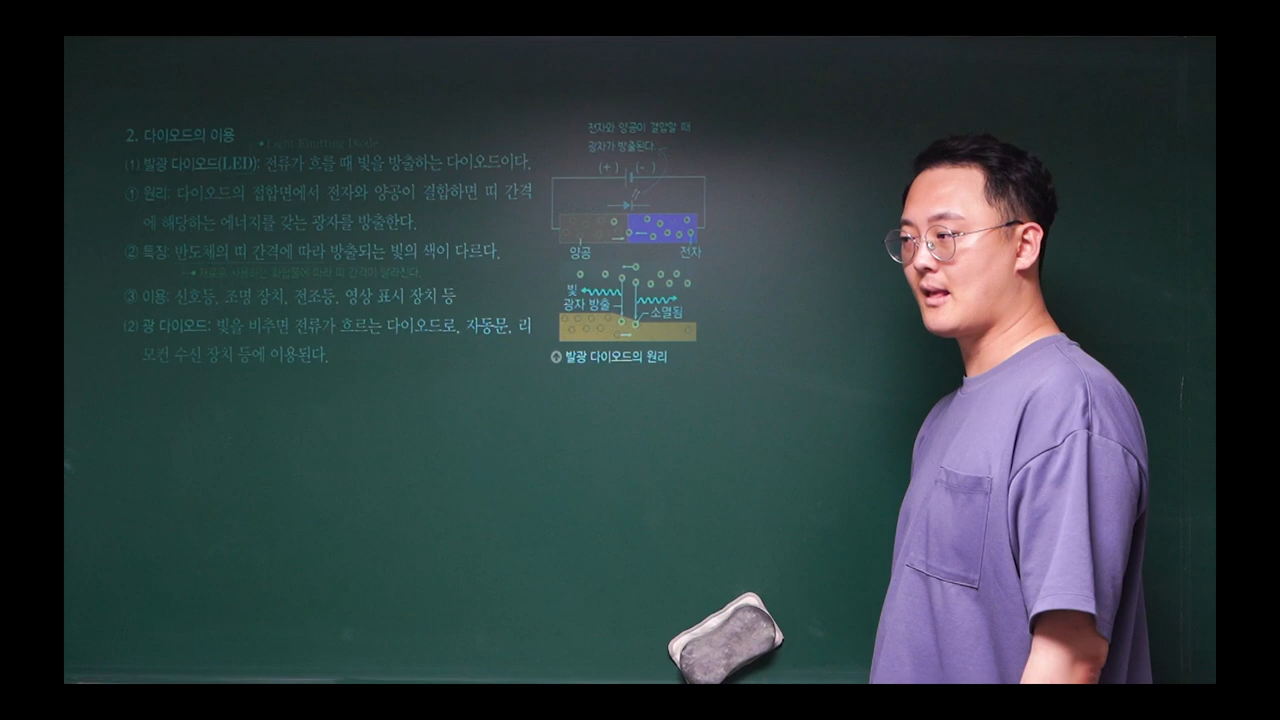 2. 다이오드의 이용
• Light Emitting Diode
(1) 발광 다이오드(LED): 전류가 흐를 때 빛을 방출하는 다이오드이다.
① 원리: 다이오드의 접합면에서 전자와 양공이 결합하면 띠 간격
에 해당하는 에너지를 갖는 광자를 방출한다.
② 특징: 반도체의 띠 간격에 따라 방출되는 빛의 색이 다르다.
• 재료로 사용하는 화합물에 따라 띠 간격이 달라진다.
③ 이용: 신호등, 조명 장치, 전조등, 영상 표시 장치 등
(2) 광 다이오드: 빛을 비추면 전류가 흐르는 다이오드로, 자동문, 리
모컨 수신 장치 등에 이용된다.
전자와 양공이 결합할 때
광자가 방출된다.
(+) (-)
양공 전자
빛
광자 방출 소멸됨
발광 다이오드의 원리